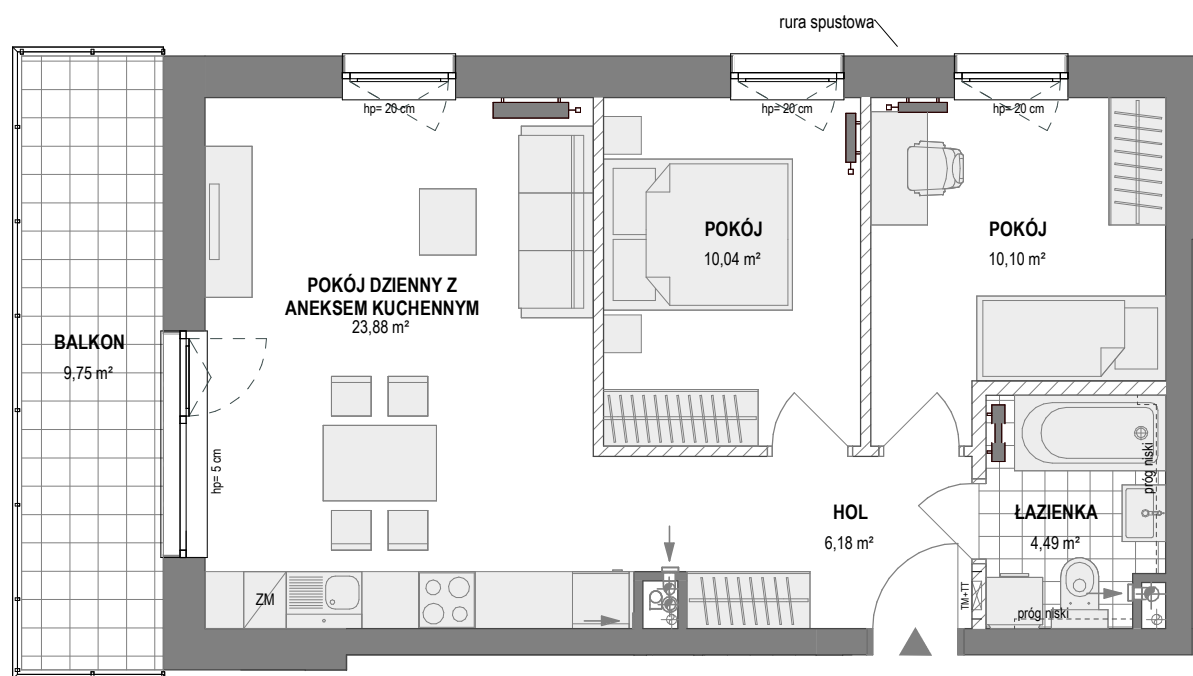 rura spustowa
hp= 20 cm
hp= 20 cm
hp= 20 cm
POKÓJ
10,04 m²
POKÓJ
10,10 m²
POKÓJ DZIENNY Z
ANEKSEM KUCHENNYM
23,88 m²
BALKON
9,75 m²
hp= 5 cm
próg niski
HOL
6,18 m²
ŁAZIENKA
4,49 m²
ZM
TM+TT
próg niski